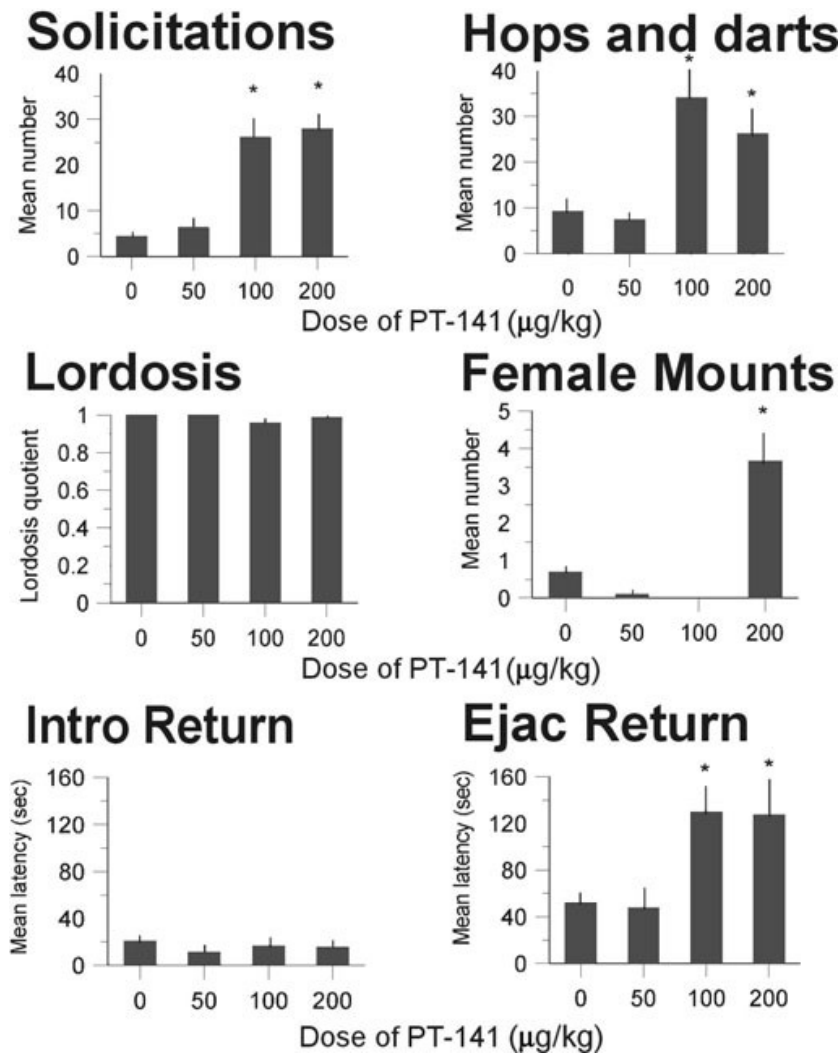 Solicitations
Hops and darts
Mean number
40
30
20
10
0
*
*
0 50 100 200
Mean number
40
30
20
10
0
*
*
0 50 100 200
Dose of PT-141 (μg/kg)
Lordosis
Female Mounts
Lordosis quotient
1
0.8
0.6
0.4
0.2
0
0 50 100 200
Mean number
5
4
3
2
1
0
*
0 50 100 200
Dose of PT-141 (μg/kg)
Intro Return
Ejac Return
Mean latency (sec)
160
120
80
40
0
0 50 100 200
Mean latency (sec)
160
120
80
40
0
*
*
0 50 100 200
Dose of PT-141 (μg/kg)